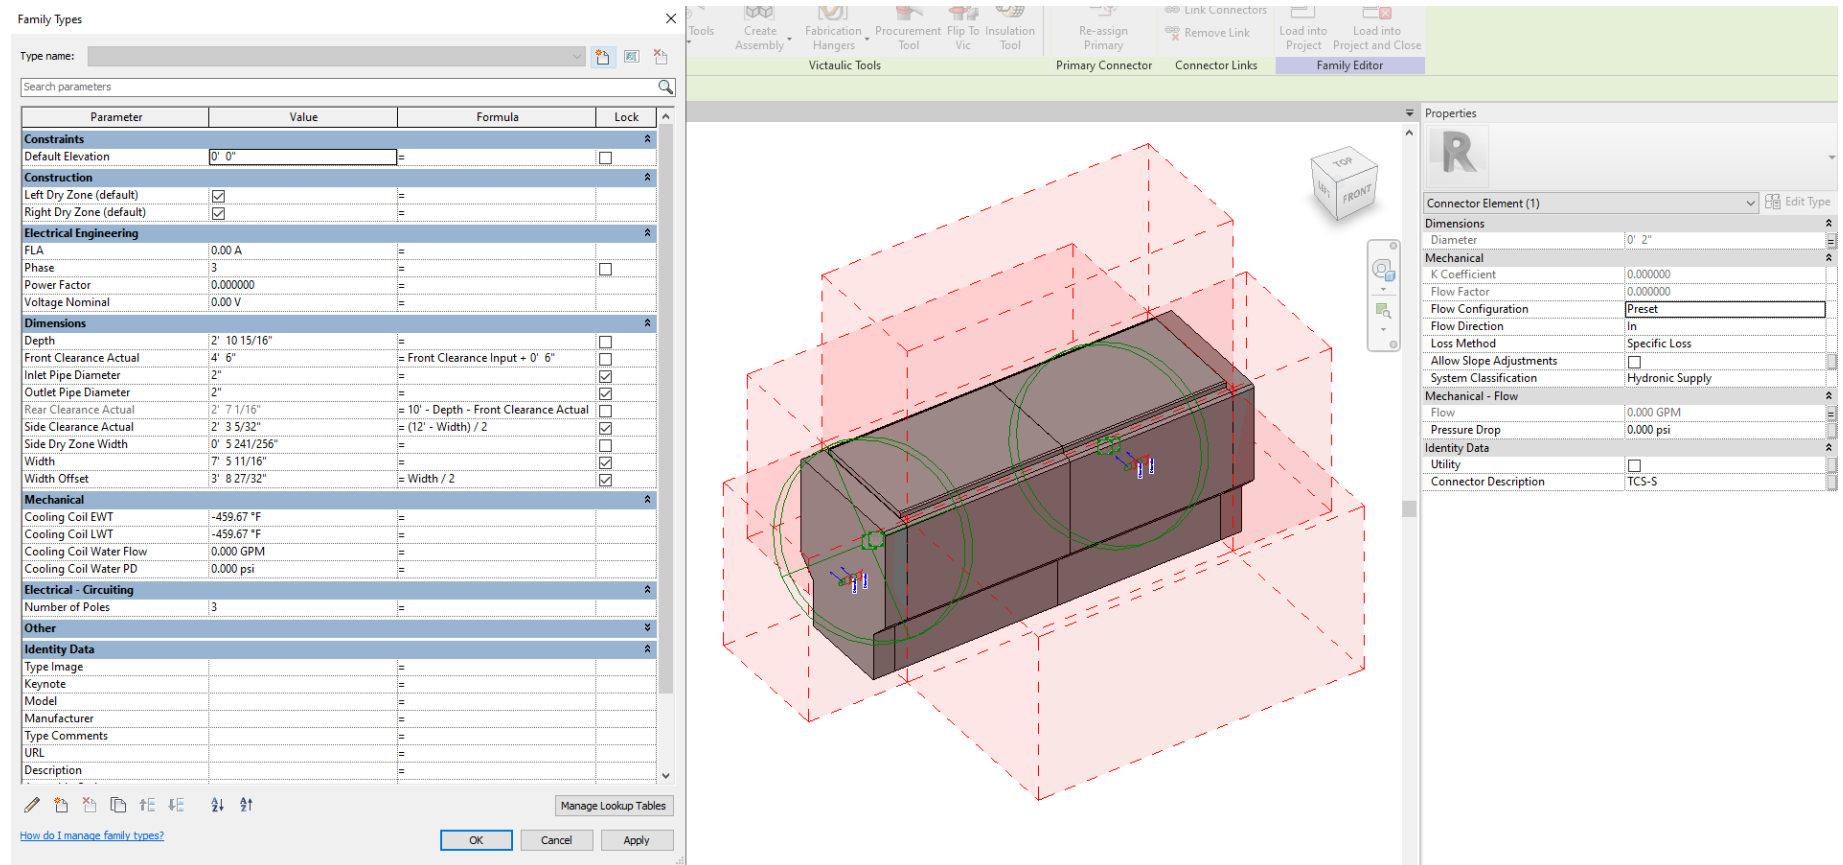 Family Types
Type name:
Search parameters
Parameter Value Formula Lock
Constraints
Default Elevation 0' 0" =
Construction
Left Dry Zone (default) =
Right Dry Zone (default) =
Electrical Engineering
FLA 0.00 A =
Phase 3 =
Power Factor 0.000000 =
Voltage Nominal 0.00 V =
Dimensions
Depth 2' 10 15/16" =
Front Clearance Actual 4' 6" = Front Clearance Input + 0' 6"
Inlet Pipe Diameter 2" =
Outlet Pipe Diameter 2" =
Rear Clearance Actual 2' 7 1/16" = 10' - Depth - Front Clearance Actual
Side Clearance Actual 2' 3 5/32" = (12' - Width) / 2
Side Dry Zone Width 0' 5 241/256" =
Width 7' 5 11/16" =
Width Offset 3' 8 27/32" = Width / 2
Mechanical
Cooling Coil EWT -459.67 °F =
Cooling Coil LWT -459.67 °F =
Cooling Coil Water Flow 0.000 GPM =
Cooling Coil Water PD 0.000 psi =
Electrical - Circuiting
Number of Poles 3 =
Other
Identity Data
Type Image =
Keynote =
Model =
Manufacturer =
Type Comments =
URL =
Description =
Manage Lookup Tables
How do I manage family types?
OK Cancel Apply
Tools Create Assembly Fabrication Hangers Procurement Tool Flip To Vic Insulation Tool
Victaulic Tools
Re-assign Primary
Primary Connector
Link Connectors
Remove Link
Connector Links
Load into Project Load into Project and Close
Family Editor
TOP
LEFT
FRONT
Properties
R
Connector Element (1) Edit Type
Dimensions
Diameter 0' 2" =
Mechanical
K Coefficient 0.000000
Flow Factor 0.000000
Flow Configuration Preset
Flow Direction In
Loss Method Specific Loss
Allow Slope Adjustments
System Classification Hydronic Supply
Mechanical - Flow
Flow 0.000 GPM =
Pressure Drop 0.000 psi
Identity Data
Utility
Connector Description TCS-S